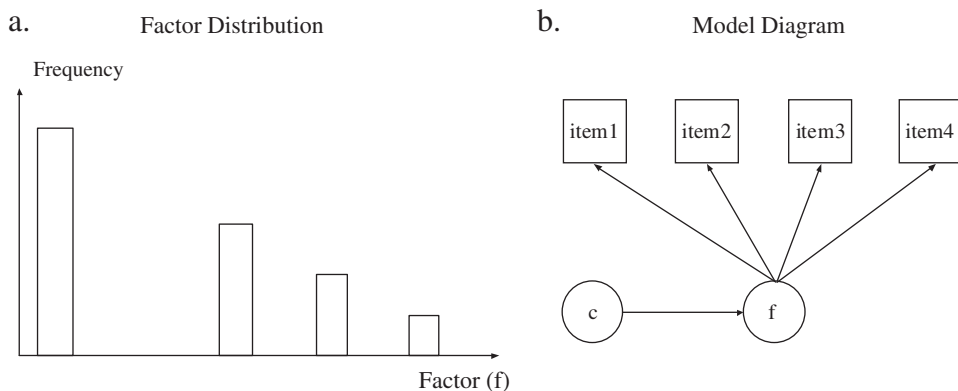 a.
Factor Distribution
Frequency
Factor (f)
b.
Model Diagram
item1
item2
item3
item4
c
f